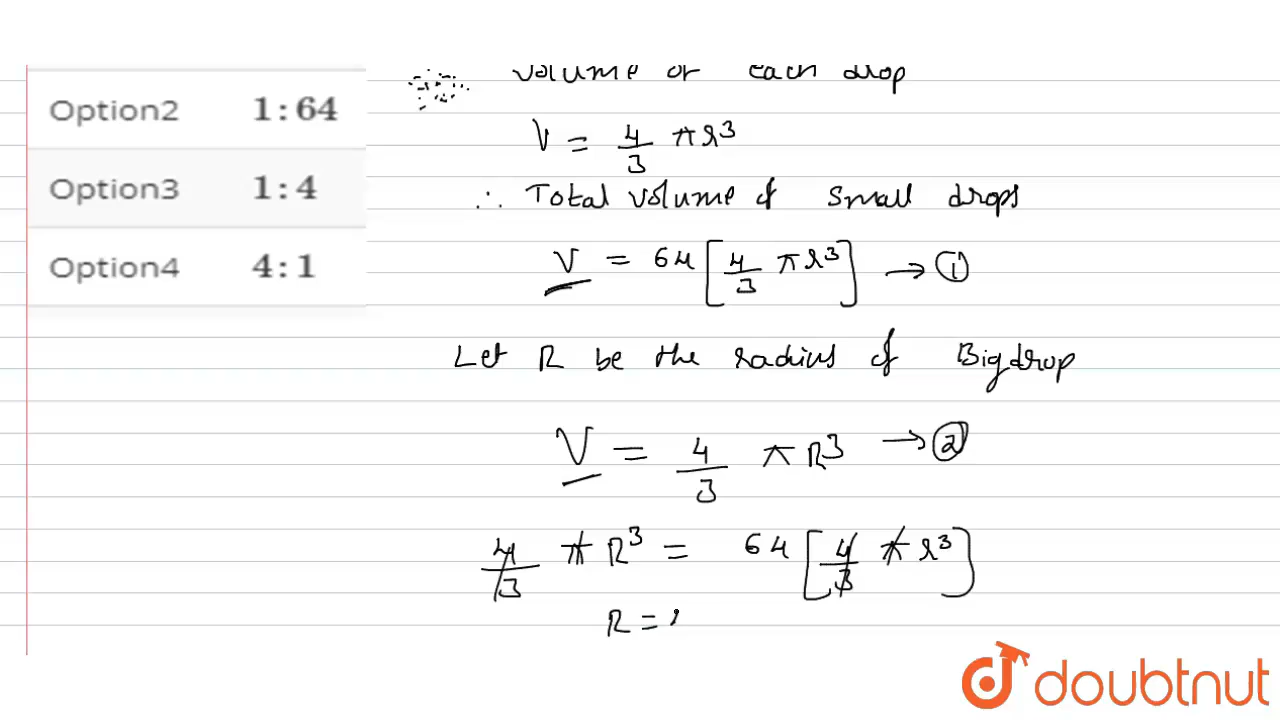 Volume of each drop
Option2 1 : 64
V = 4/3 πr³
Option3 1 : 4
∴ Total volume of small drops
Option4 4 : 1
V = 64 [4/3 πr³] → ①
Let R be the radius of Big drop
V = 4/3 πR³ → ②
4/3 πR³ = 64 [4/3 πr³]
R =
doubtnut